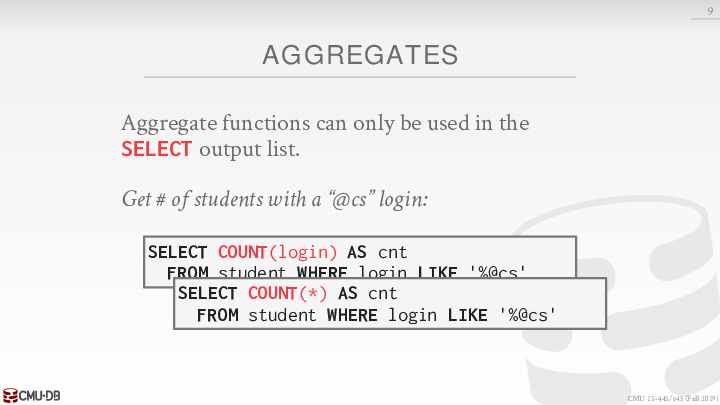 9
AGGREGATES
Aggregate functions can only be used in the
SELECT output list.
Get # of students with a “@cs” login:
SELECT COUNT(login) AS cnt
FROM student WHERE login LIKE '%@cs'
SELECT COUNT(*) AS cnt
FROM student WHERE login LIKE '%@cs'
CMU·DB
CMU 15-445/645 (Fall 2019)